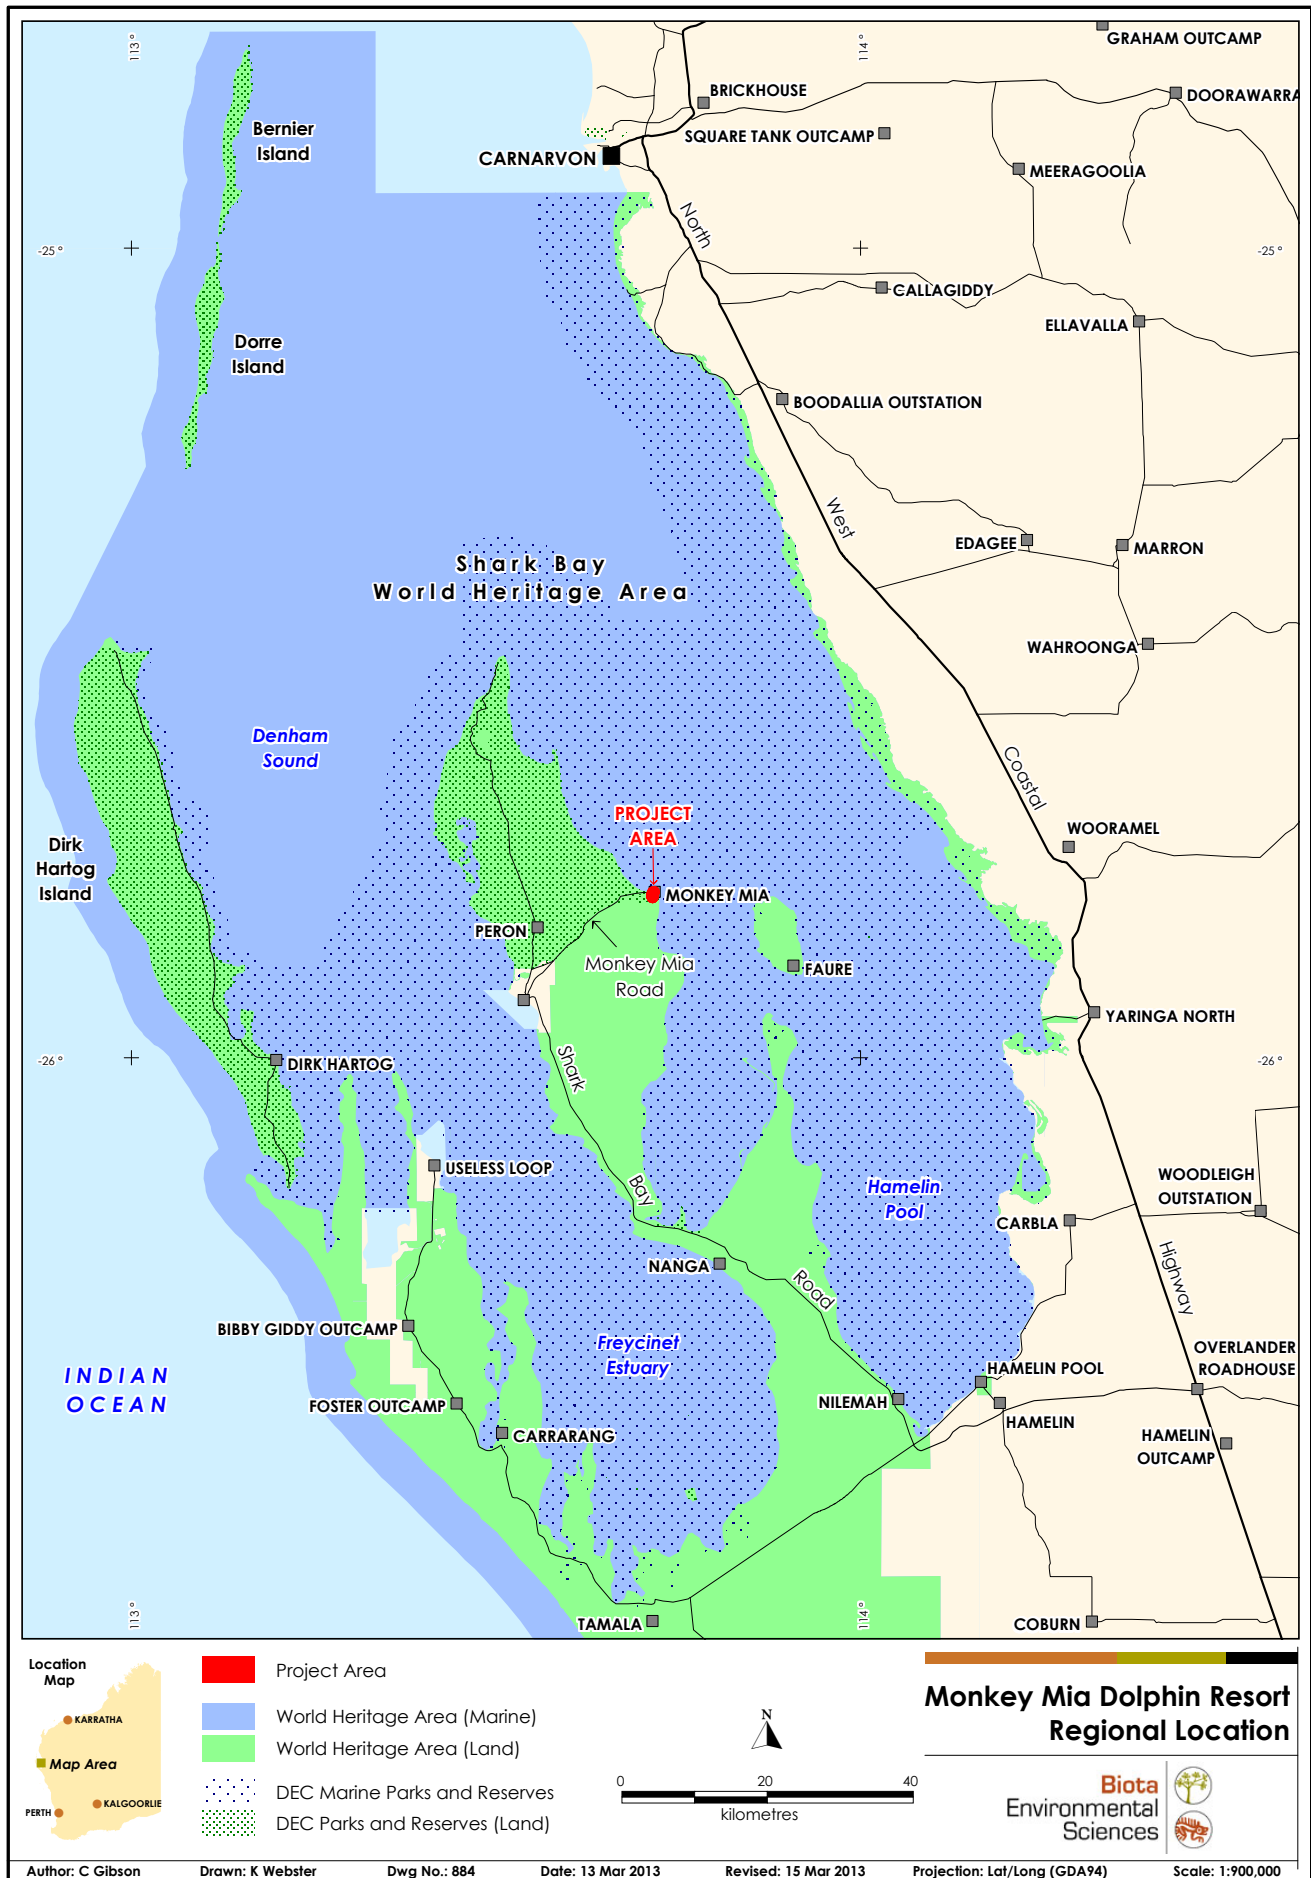 113 °
114 °
GRAHAM OUTCAMP
BRICKHOUSE
DOORAWARRA
SQUARE TANK OUTCAMP
Bernier
Island
CARNARVON
MEERAGOOLIA
North
-25 °
-25 °
CALLAGIDDY
ELLAVALLA
Dorre
Island
BOODALLIA OUTSTATION
West
EDAGEE
MARRON
Shark Bay
World Heritage Area
WAHROONGA
Denham
Sound
Coastal
PROJECT
AREA
WOORAMEL
Dirk
Hartog
Island
MONKEY MIA
PERON
Monkey Mia
Road
FAURE
YARINGA NORTH
-26 °
-26 °
DIRK HARTOG
Shark
USELESS LOOP
Bay
Hamelin
Pool
WOODLEIGH
OUTSTATION
CARBLA
NANGA
Road
Highway
BIBBY GIDDY OUTCAMP
Freycinet
Estuary
OVERLANDER
ROADHOUSE
INDIAN
OCEAN
HAMELIN POOL
FOSTER OUTCAMP
NILEMAH
HAMELIN
CARRARANG
HAMELIN
OUTCAMP
TAMALA
COBURN
113 °
114 °
Location
Map
KARRATHA
Map Area
KALGOORLIE
PERTH
Project Area
World Heritage Area (Marine)
World Heritage Area (Land)
DEC Marine Parks and Reserves
DEC Parks and Reserves (Land)
N
0 20 40
kilometres
Monkey Mia Dolphin Resort
Regional Location
Biota
Environmental
Sciences
Author: C Gibson Drawn: K Webster Dwg No.: 884 Date: 13 Mar 2013 Revised: 15 Mar 2013 Projection: Lat/Long (GDA94) Scale: 1:900,000